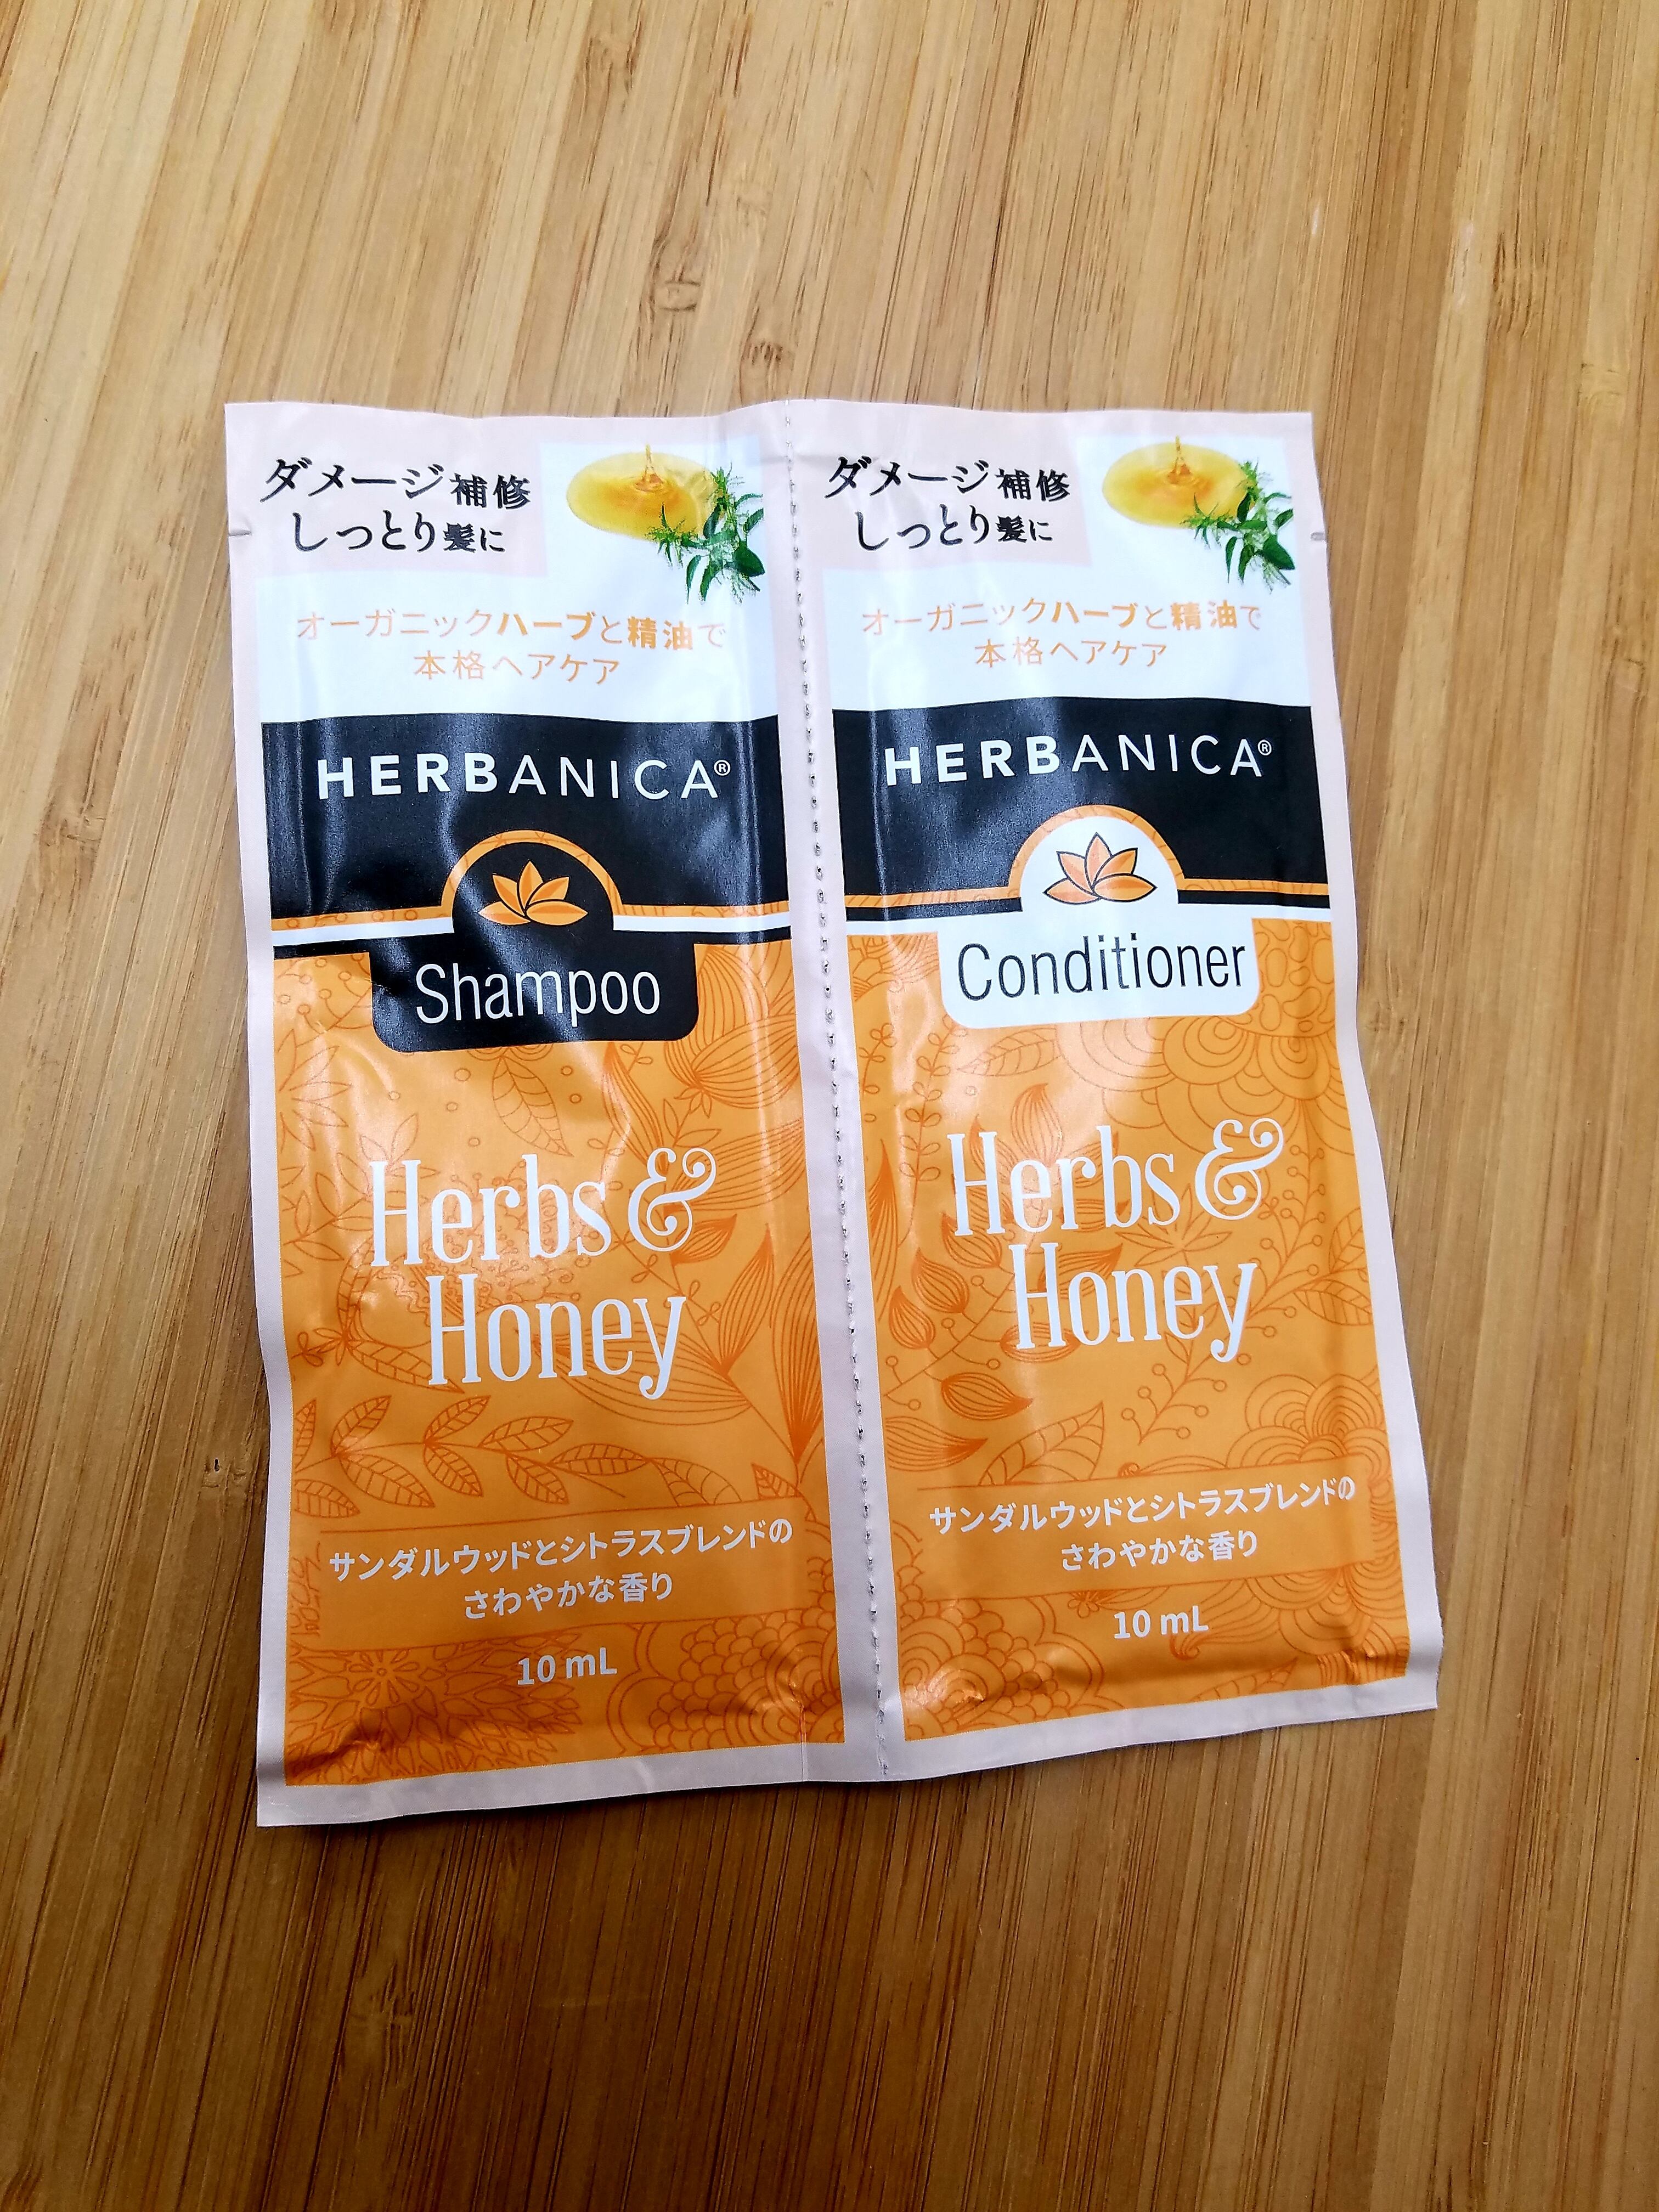 ダメージ補修
しっとり髪に
オーガニックハーブと精油で
本格ヘアケア
HERBANICA®
Shampoo
Herbs &
Honey
サンダルウッドとシトラスブレンドの
さわやかな香り
10 mL
ダメージ補修
しっとり髪に
オーガニックハーブと精油で
本格ヘアケア
HERBANICA®
Conditioner
Herbs &
Honey
サンダルウッドとシトラスブレンドの
さわやかな香り
10 mL